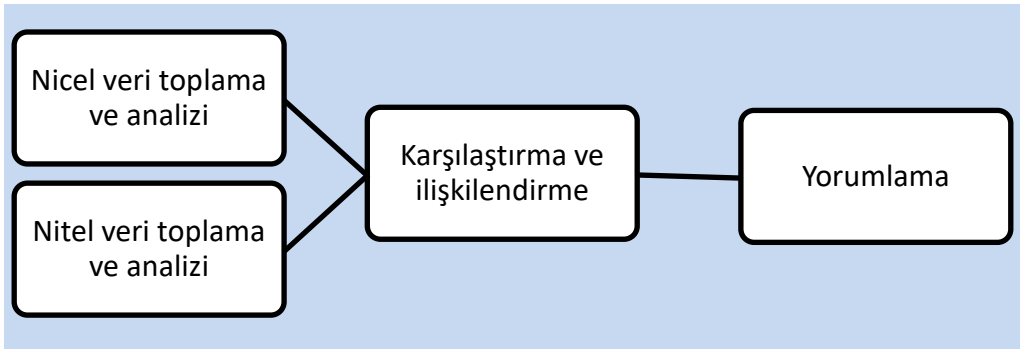 Nicel veri toplama
ve analizi
Nitel veri toplama
ve analizi
Karşılaştırma ve
ilişkilendirme
Yorumlama